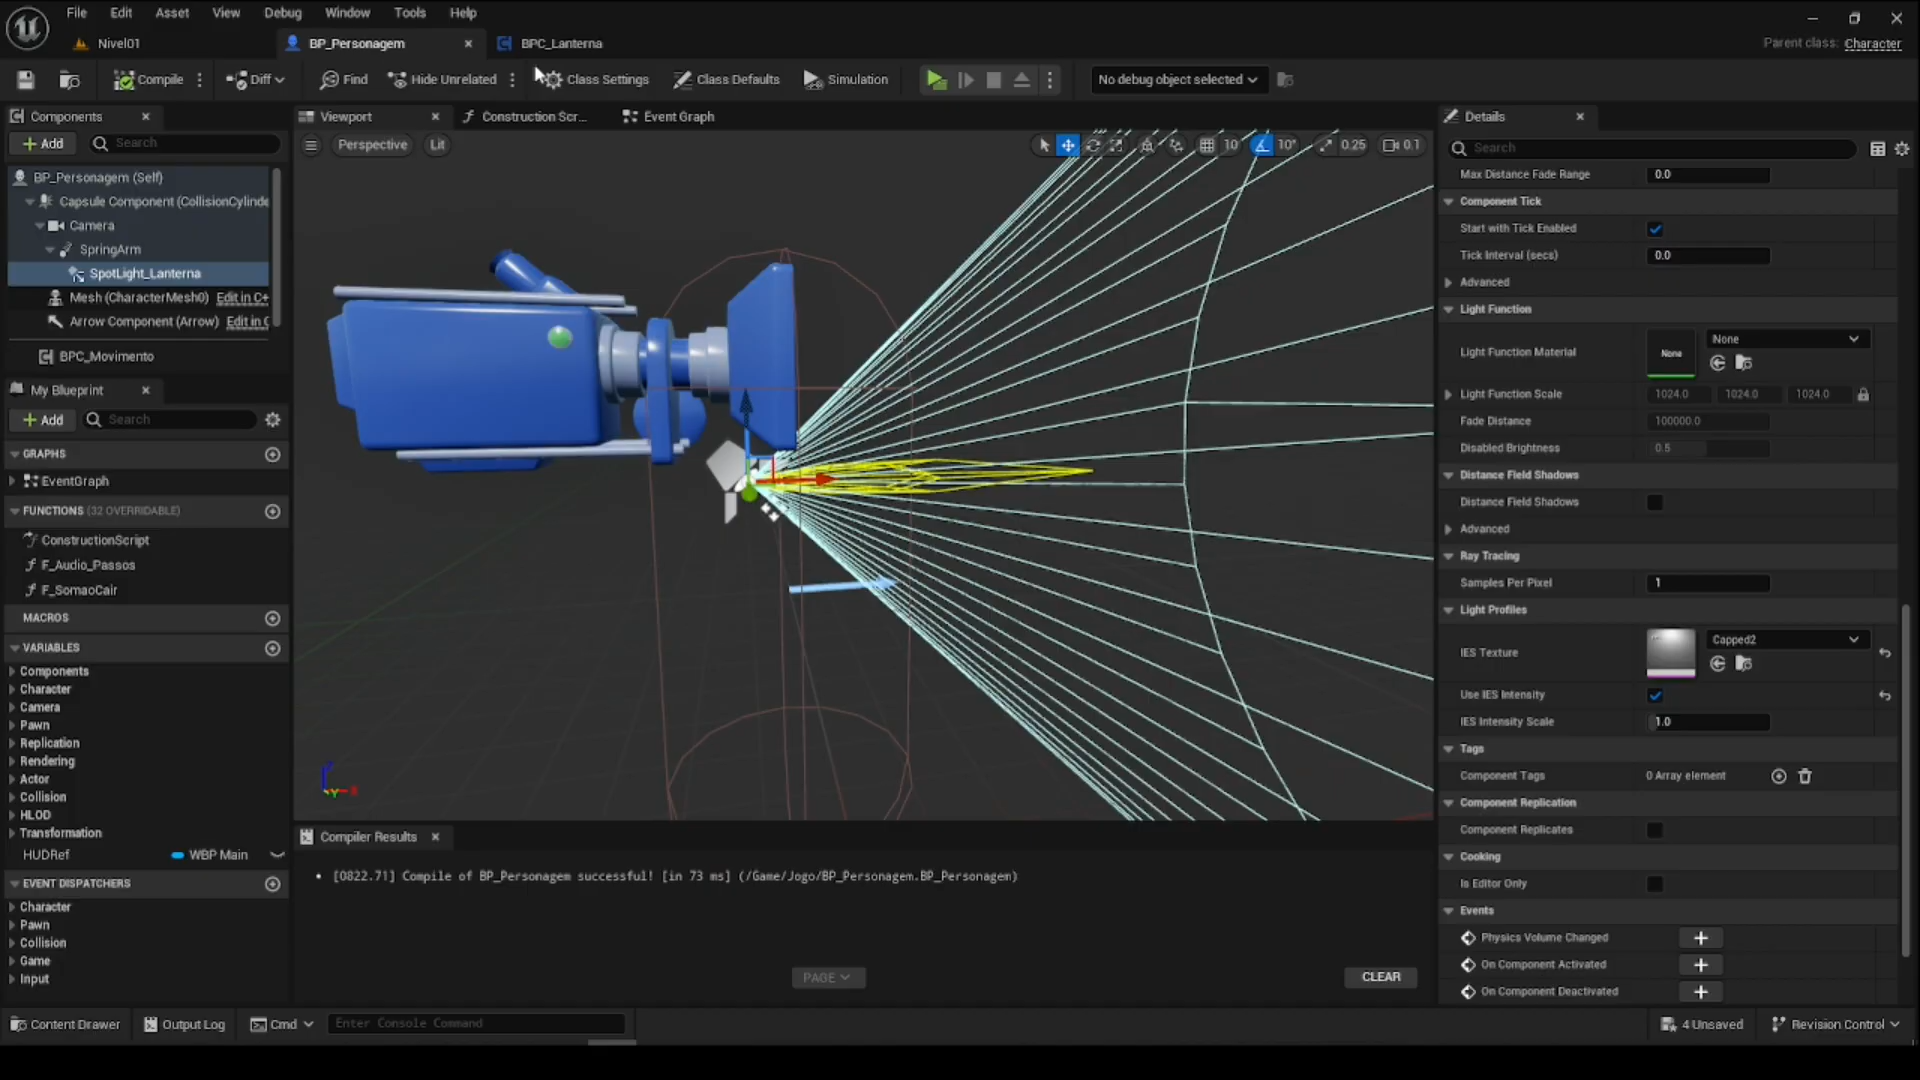 File Edit Asset View Debug Window Tools Help
Nivel01 BP_Personagem BPC_Lanterna Parent class: Character
Compile Diff Find Hide Unrelated Class Settings Class Defaults Simulation No debug object selected
Components
Add Search
BP_Personagem (Self)
Capsule Component (CollisionCylinde
Camera
SpringArm
SpotLight_Lanterna
Mesh (CharacterMesh0) Edit in C+
Arrow Component (Arrow) Edit in C
BPC_Movimento
My Blueprint
Add Search
GRAPHS
EventGraph
FUNCTIONS (32 OVERRIDABLE)
ConstructionScript
F_Audio_Passos
F_SomaoCair
MACROS
VARIABLES
Components
Character
Camera
Pawn
Replication
Rendering
Actor
Collision
HLOD
Transformation
HUDRef WBP Main
EVENT DISPATCHERS
Character
Pawn
Collision
Game
Input
Viewport Construction Scr... Event Graph
Perspective Lit 10 10° 0.25 0.1
Z
Y X
Compiler Results
[0822.71] Compile of BP_Personagem successful! [in 73 ms] (/Game/Jogo/BP_Personagem.BP_Personagem)
PAGE CLEAR
Details
Search
Max Distance Fade Range 0.0
Component Tick
Start with Tick Enabled
Tick Interval (secs) 0.0
Advanced
Light Function
Light Function Material None None
Light Function Scale 1024.0 1024.0 1024.0
Fade Distance 100000.0
Disabled Brightness 0.5
Distance Field Shadows
Distance Field Shadows
Advanced
Ray Tracing
Samples Per Pixel 1
Light Profiles
IES Texture Capped2
Use IES Intensity
IES Intensity Scale 1.0
Tags
Component Tags 0 Array element
Component Replication
Component Replicates
Cooking
Is Editor Only
Events
Physics Volume Changed
On Component Activated
On Component Deactivated
Content Drawer Output Log Cmd Enter Console Command 4 Unsaved Revision Control